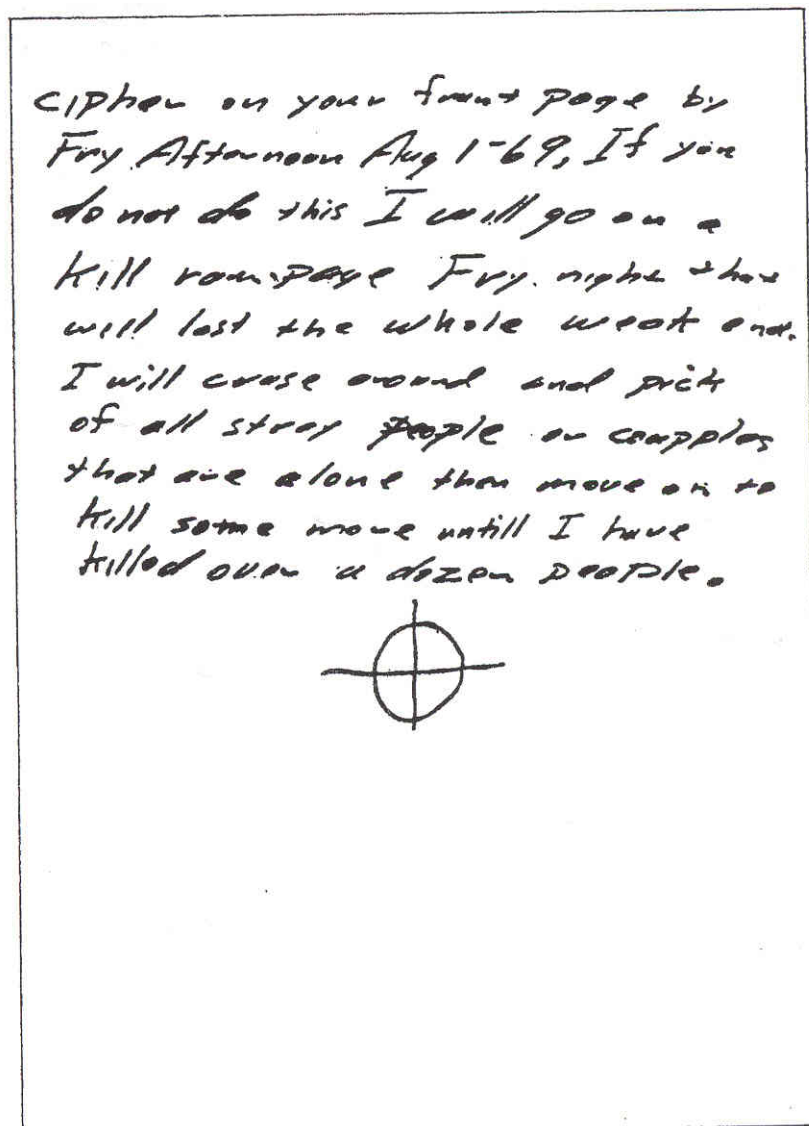 cipher on your front page by
Fry Afternoon Aug 1-69, If you
do not do this I will go on a
kill rampage Fry. night that
will last the whole week end.
I will cruse around and pick
of all stray people or coupples
that are alone then move on to
kill some more untill I have
killed over a dozen people.